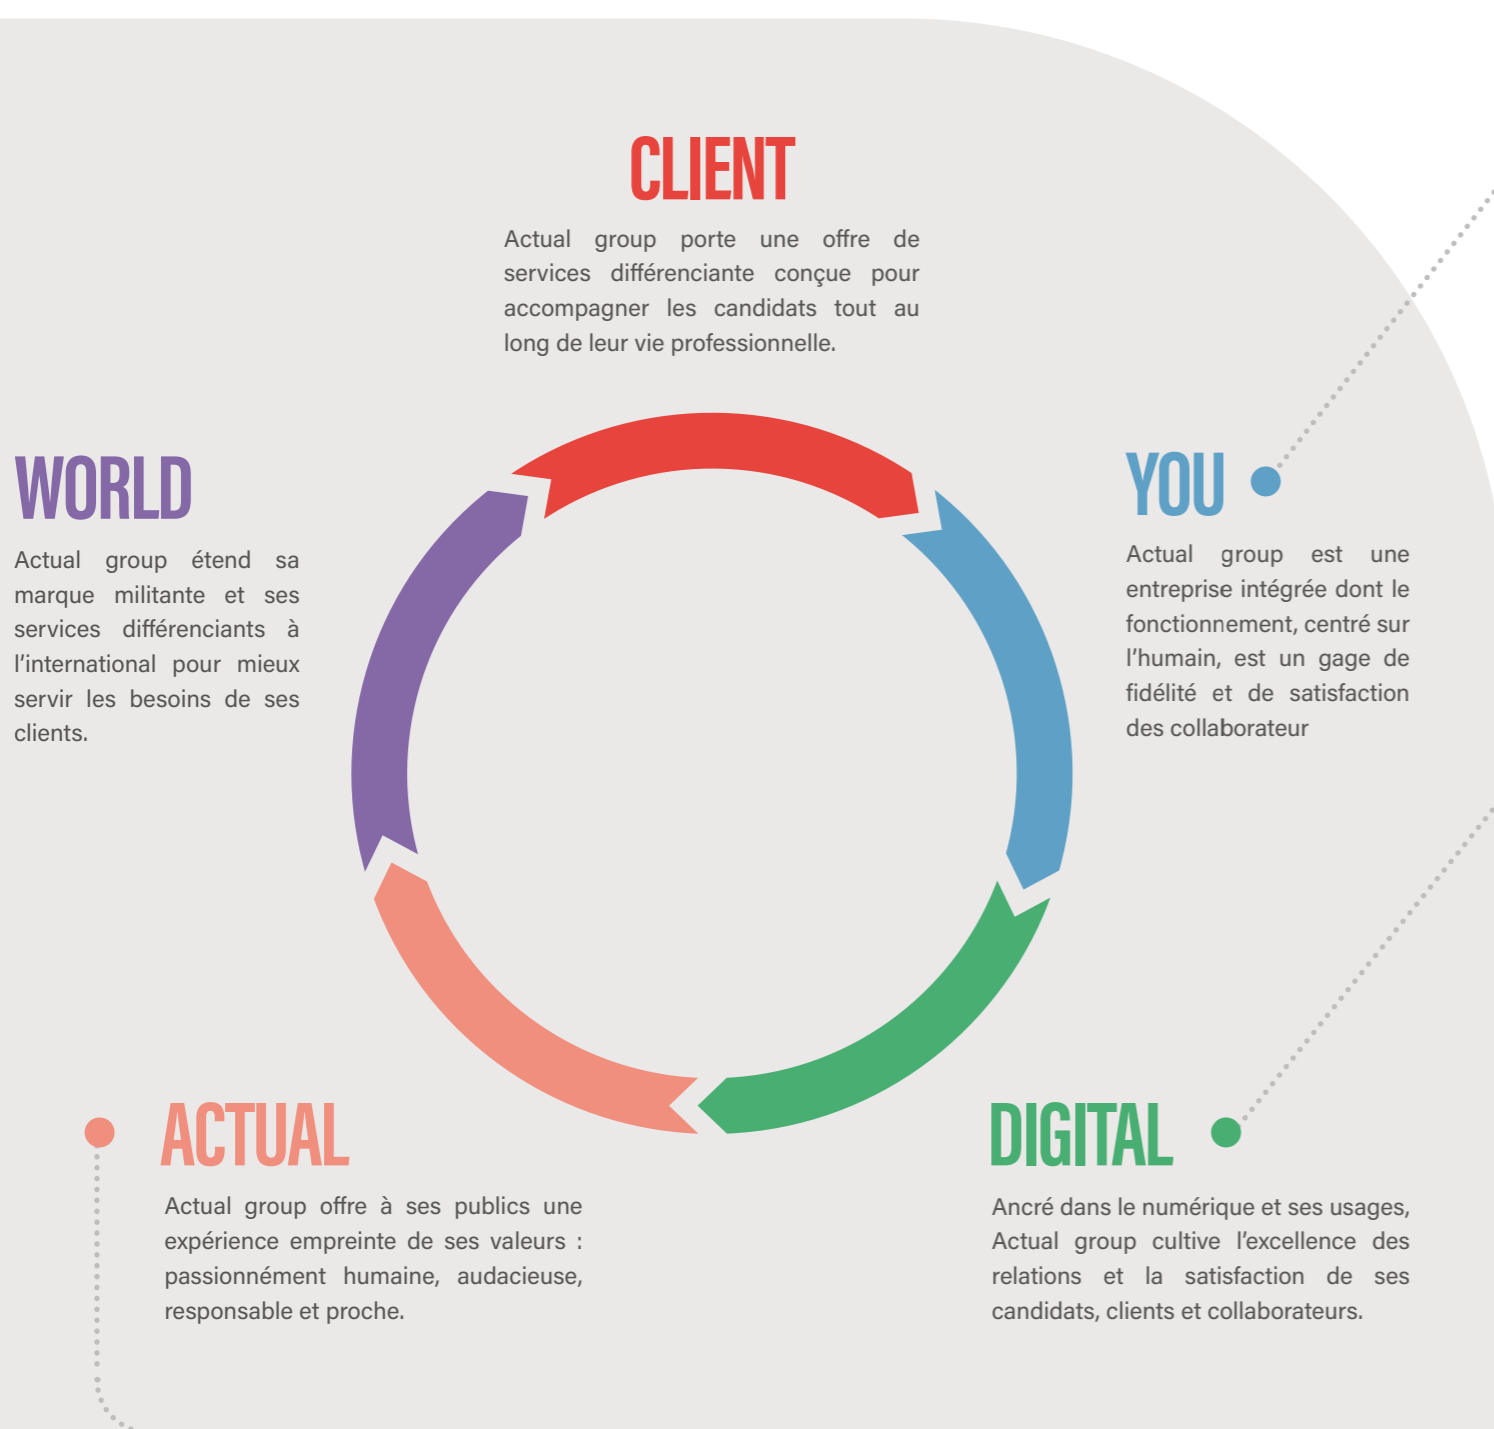 CLIENT
Actual group porte une offre de
services différenciante conçue pour
accompagner les candidats tout au
long de leur vie professionnelle.
WORLD
Actual group étend sa
marque militante et ses
services différenciants à
l'international pour mieux
servir les besoins de ses
clients.
YOU
Actual group est une
entreprise intégrée dont le
fonctionnement, centré sur
l'humain, est un gage de
fidélité et de satisfaction
des collaborateur
ACTUAL
Actual group offre à ses publics une
expérience empreinte de ses valeurs :
passionnément humaine, audacieuse,
responsable et proche.
DIGITAL
Ancré dans le numérique et ses usages,
Actual group cultive l'excellence des
relations et la satisfaction de ses
candidats, clients et collaborateurs.